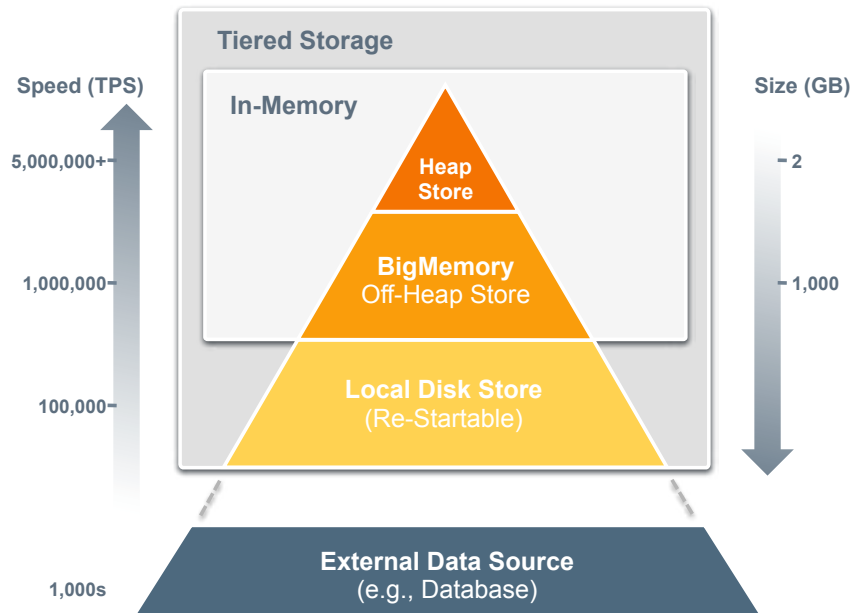 Tiered Storage
Speed (TPS)
Size (GB)
In-Memory
5,000,000+
Heap
Store
2
BigMemory
Off-Heap Store
1,000,000
1,000
Local Disk Store
(Re-Startable)
100,000
External Data Source
(e.g., Database)
1,000s